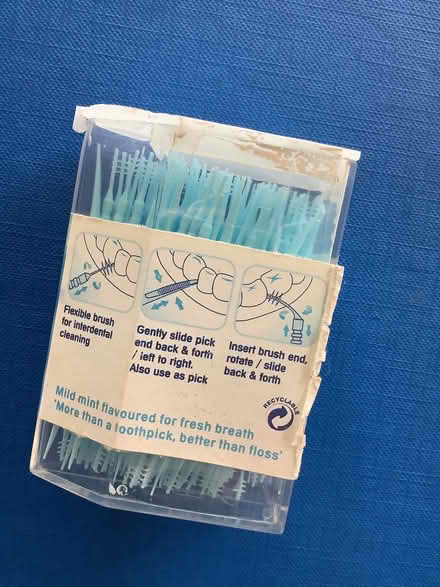 Flexible brush
for interdental
cleaning
Gently slide pick
end back & forth
/ left to right.
Also use as pick
Insert brush end,
rotate / slide
back & forth
RECYCLABLE
Mild mint flavoured for fresh breath
'More than a toothpick, better than floss'